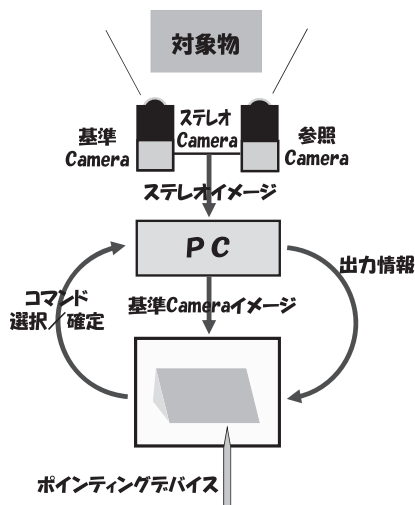 対象物
基準
Camera
ステレオ
Camera
参照
Camera
ステレオイメージ
PC
出力情報
コマンド
選択／確定
基準Cameraイメージ
ポインティングデバイス